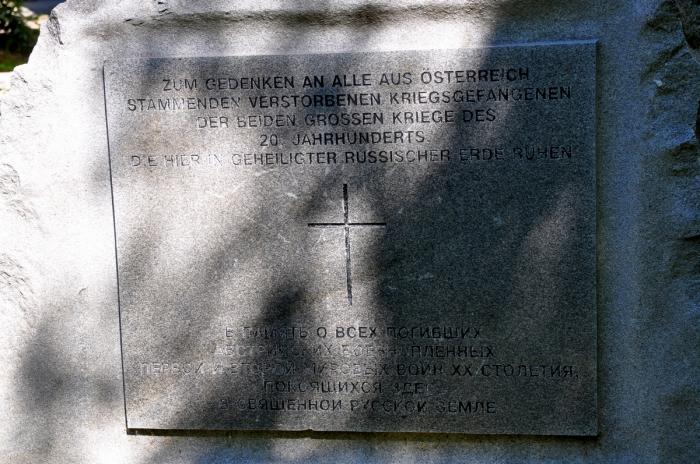 ZUM GEDENKEN AN ALLE AUS ÖSTERREICH
STAMMENDEN VERSTORBENEN KRIEGSGEFANGENEN
DER BEIDEN GROSSEN KRIEGE DES
20. JAHRHUNDERTS
DIE HIER IN GEHEILIGTER RUSSISCHER ERDE RUHEN
В ПАМЯТЬ О ВСЕХ ПОГИБШИХ
АВСТРИЙСКИХ ВОЕННОПЛЕННЫХ
ПЕРВОЙ И ВТОРОЙ МИРОВЫХ ВОЙН XX СТОЛЕТИЯ,
ПОКОЯЩИХСЯ ЗДЕСЬ
В СВЯЩЕННОЙ РУССКОЙ ЗЕМЛЕ